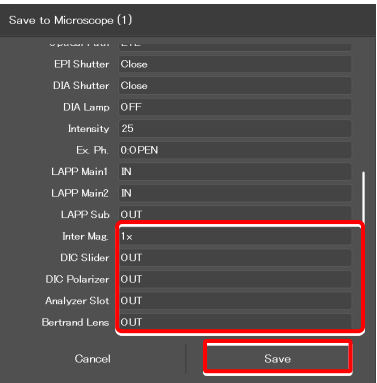 Save to Microscope (1)
EPI Shutter Close
DIA Shutter Close
DIA Lamp OFF
Intensity 25
Ex. Ph. 0:OPEN
LAPP Main1 IN
LAPP Main2 IN
LAPP Sub OUT
Inter Mag. 1x
DIC Slider OUT
DIC Polarizer OUT
Analyzer Slot OUT
Bertrand Lens OUT
Cancel Save